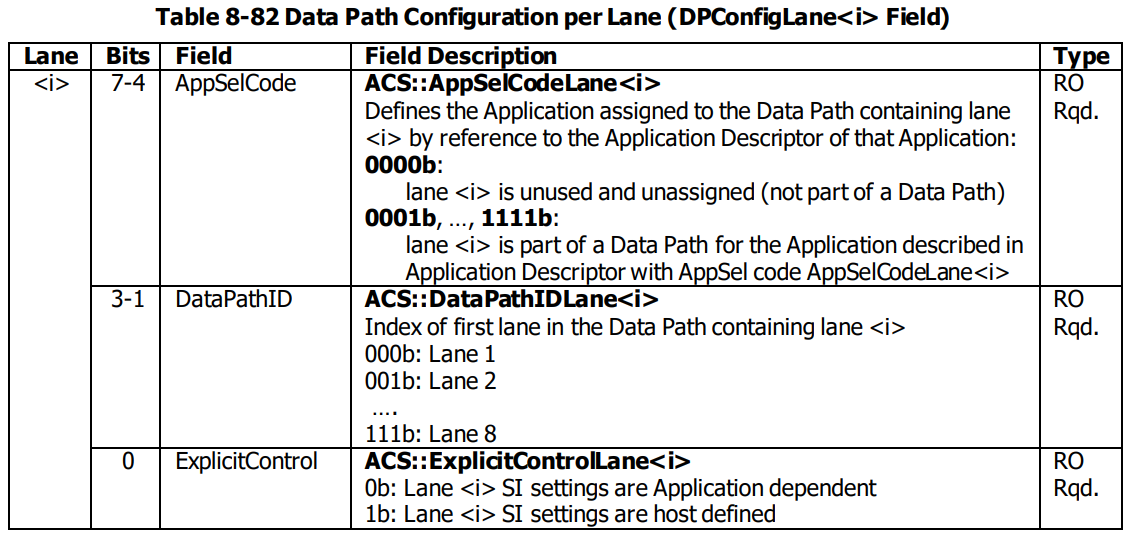 Table 8-82 Data Path Configuration per Lane (DPConfigLane<i> Field)
Lane Bits Field Field Description Type
<i> 7-4 AppSelCode ACS::AppSelCodeLane<i> RO
Defines the Application assigned to the Data Path containing lane Rqd.
<i> by reference to the Application Descriptor of that Application:
0000b:
lane <i> is unused and unassigned (not part of a Data Path)
0001b, …, 1111b:
lane <i> is part of a Data Path for the Application described in
Application Descriptor with AppSel code AppSelCodeLane<i>
3-1 DataPathID ACS::DataPathIDLane<i> RO
Index of first lane in the Data Path containing lane <i> Rqd.
000b: Lane 1
001b: Lane 2
….
111b: Lane 8
0 ExplicitControl ACS::ExplicitControlLane<i> RO
0b: Lane <i> SI settings are Application dependent Rqd.
1b: Lane <i> SI settings are host defined